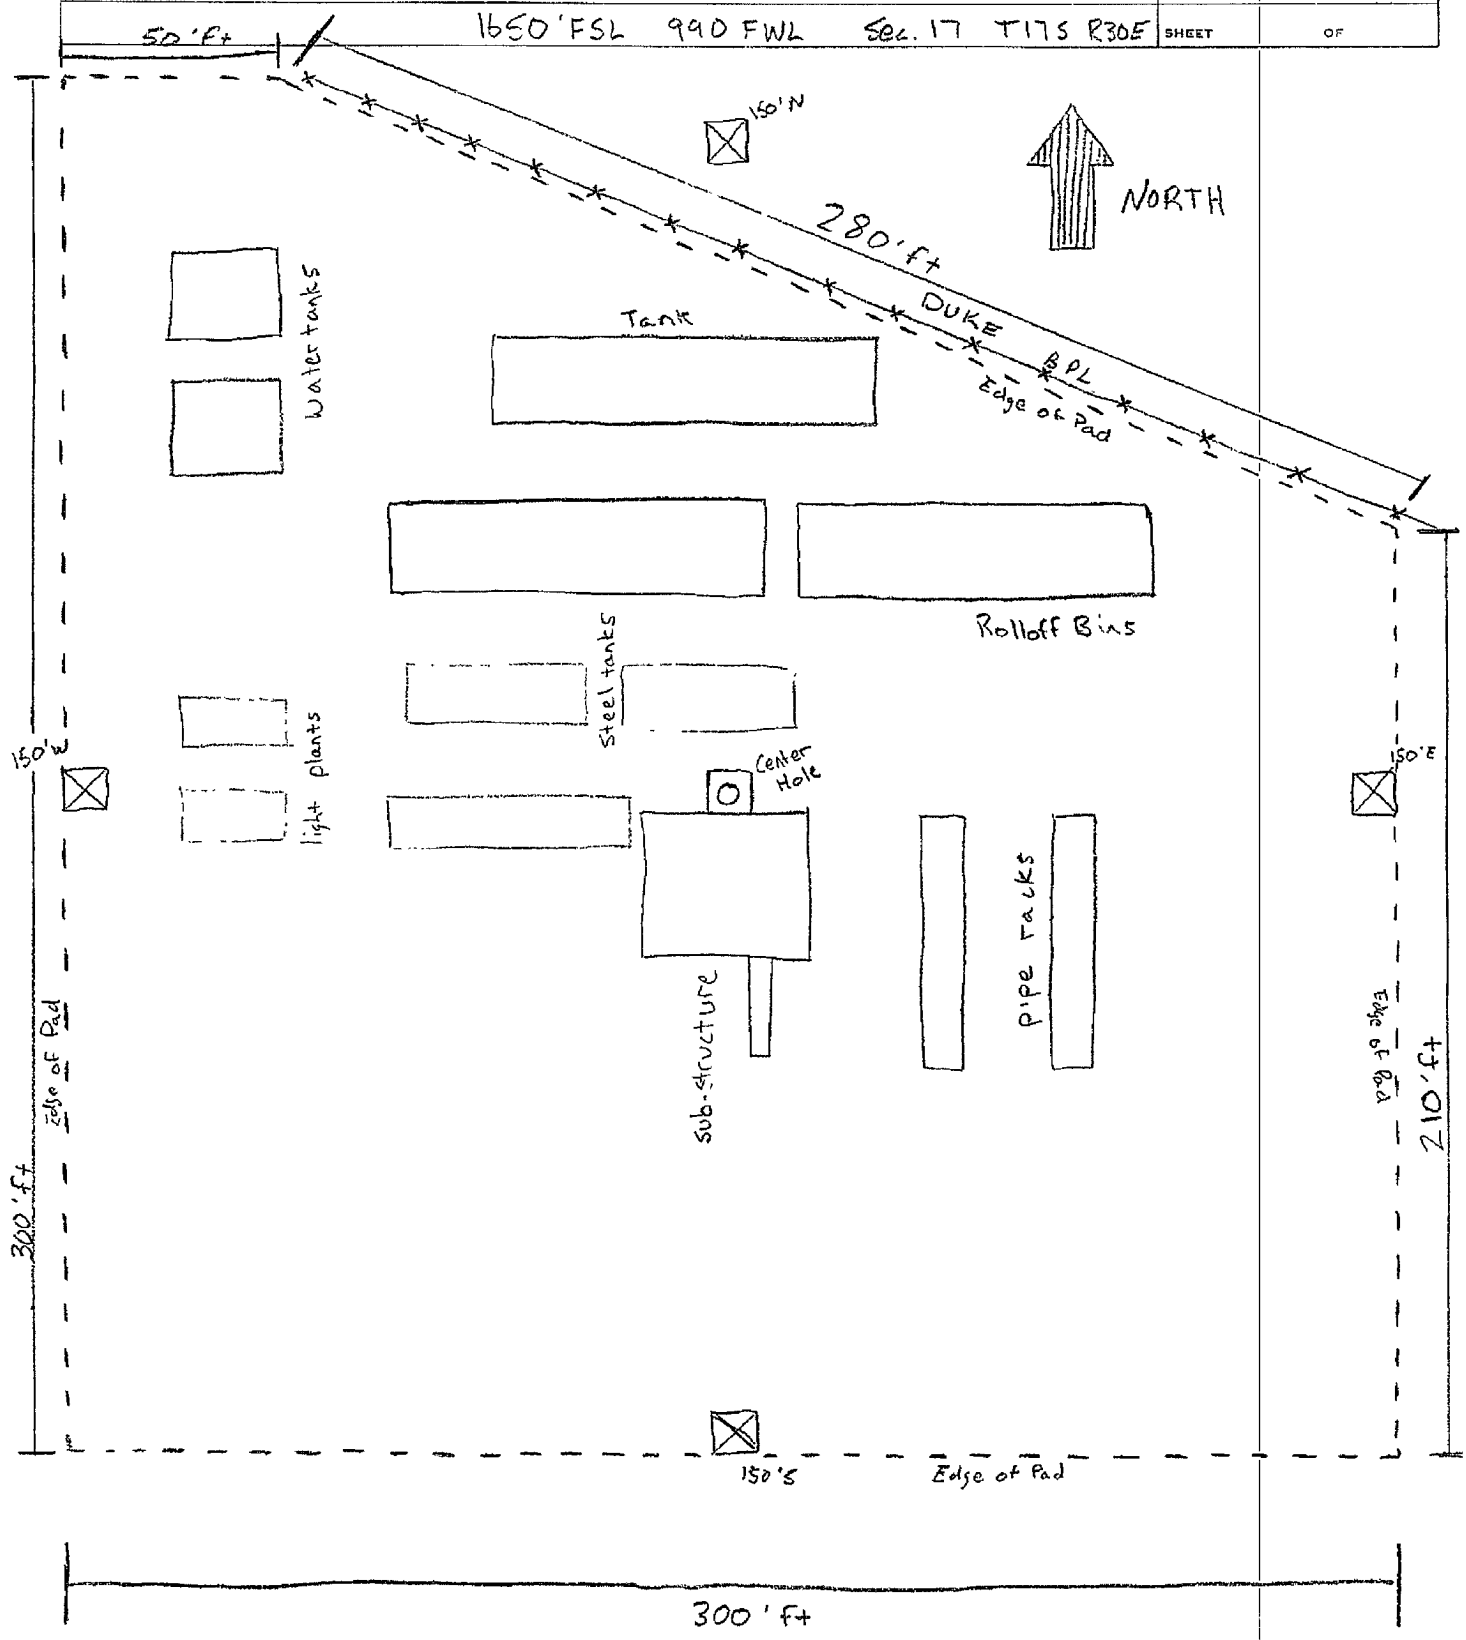 50'ft
1650'FSL 990 FWL Sec. 17 T17S R30E SHEET OF
150'N
NORTH
280'ft
DUKE
BPL
Edge of Pad
Tank
Water tanks
Rolloff Bins
Steel tanks
light plants
150'W
Center
Hole
150'E
pipe racks
sub-structure
Edge of Pad
Edge of Pad
210'ft
300'ft
150'S
Edge of Pad
300'ft